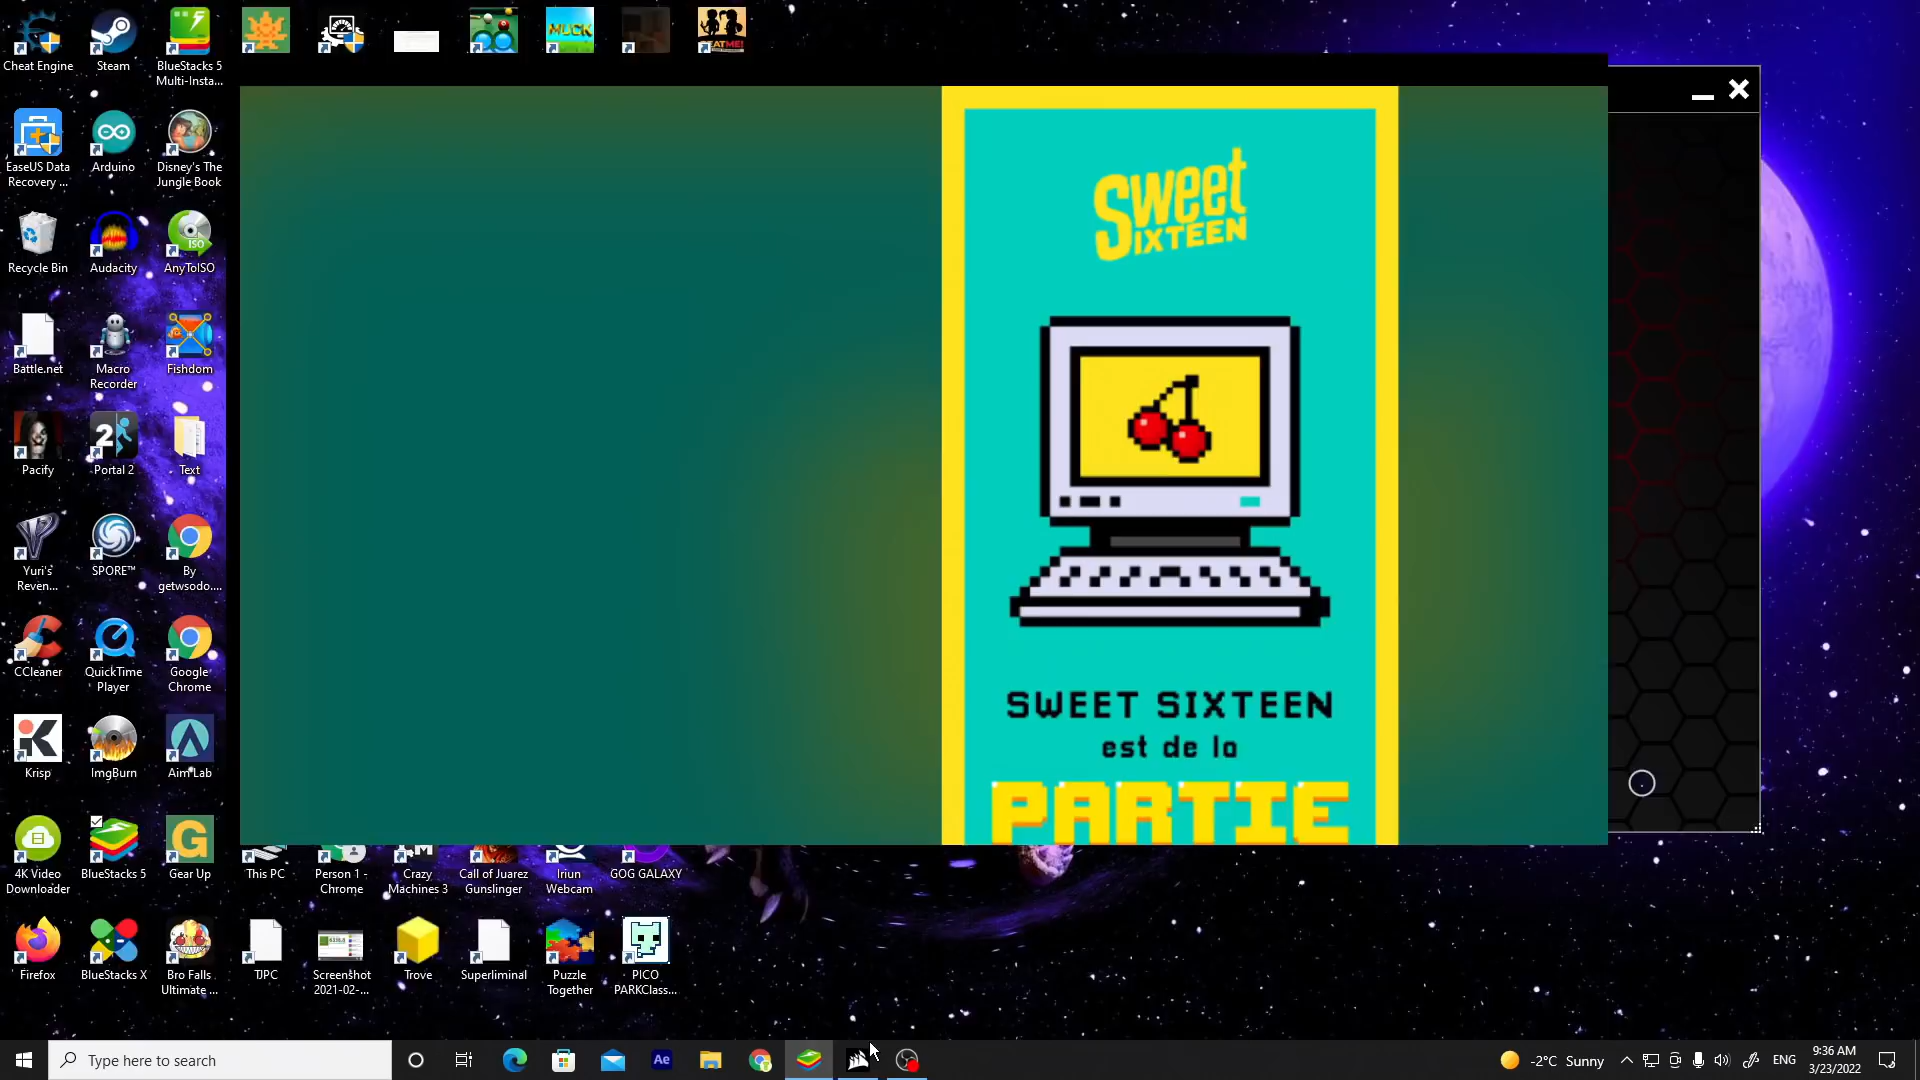 Cheat Engine
Steam
BlueStacks 5
Multi-Insta...
MUCK
EATME!
EaseUS Data
Recovery ...
Arduino
Disney's The
Jungle Book
Recycle Bin
Audacity
ISO
AnyToISO
Battle.net
Macro
Recorder
Fishdom
Pacify
2
Portal 2
Text
Yuri's
Reven...
SPORE™
By
getwsodo....
CCleaner
QuickTime
Player
Google
Chrome
Krisp
ImgBurn
Aim Lab
4K Video
Downloader
BlueStacks 5
G
Gear Up
This PC
Person 1 -
Chrome
Crazy
Machines 3
Call of Juarez
Gunslinger
Iriun
Webcam
GOG GALAXY
Firefox
BlueStacks X
Bro Falls
Ultimate ...
TJPC
Screenshot
2021-02-...
Trove
Superliminal
Puzzle
Together
PICO
PARKClass...
Sweet
SIXTEEN
SWEET SIXTEEN
est de la
PARTIE
Type here to search
Ae
-2°C Sunny
ENG
9:36 AM
3/23/2022